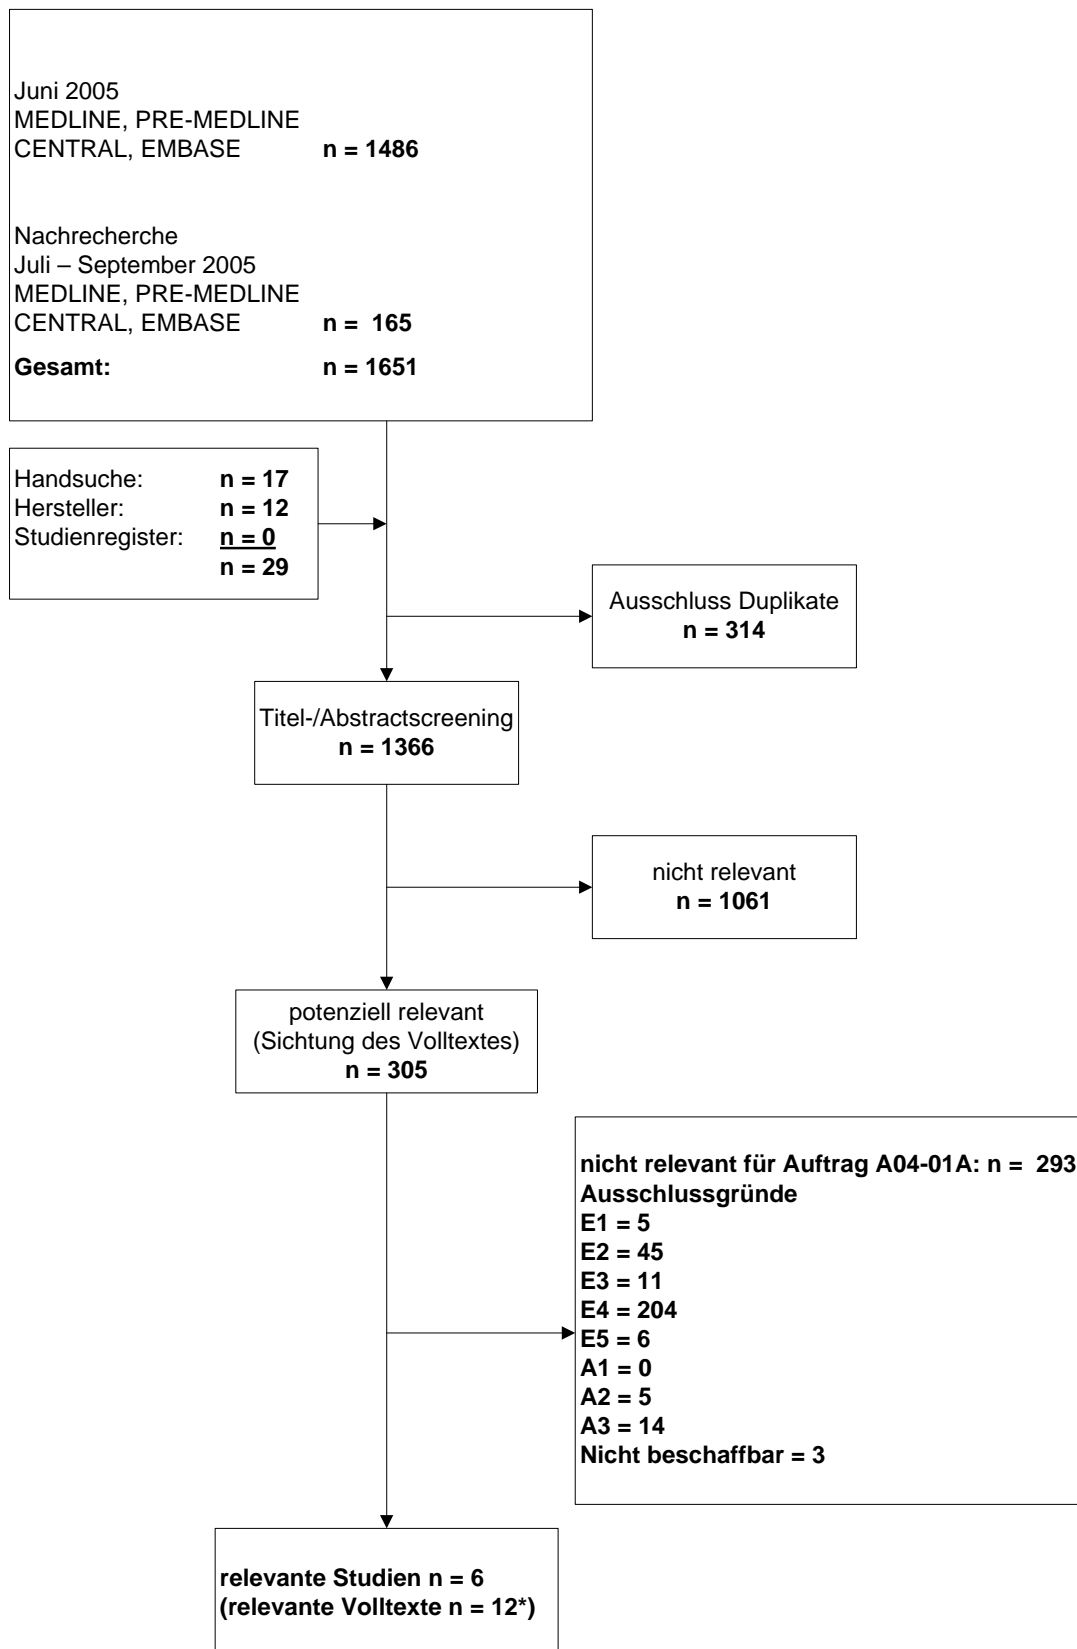 Juni 2005
MEDLINE, PRE-MEDLINE
CENTRAL, EMBASE n = 1486
Nachrecherche
Juli – September 2005
MEDLINE, PRE-MEDLINE
CENTRAL, EMBASE n = 165
Gesamt: n = 1651
Handsuche: n = 17
Hersteller: n = 12
Studienregister: n = 0
n = 29
Ausschluss Duplikate
n = 314
Titel-/Abstractscreening
n = 1366
nicht relevant
n = 1061
potenziell relevant
(Sichtung des Volltextes)
n = 305
nicht relevant für Auftrag A04-01A: n = 293
Ausschlussgründe
E1 = 5
E2 = 45
E3 = 11
E4 = 204
E5 = 6
A1 = 0
A2 = 5
A3 = 14
Nicht beschaffbar = 3
relevante Studien n = 6
(relevante Volltexte n = 12*)